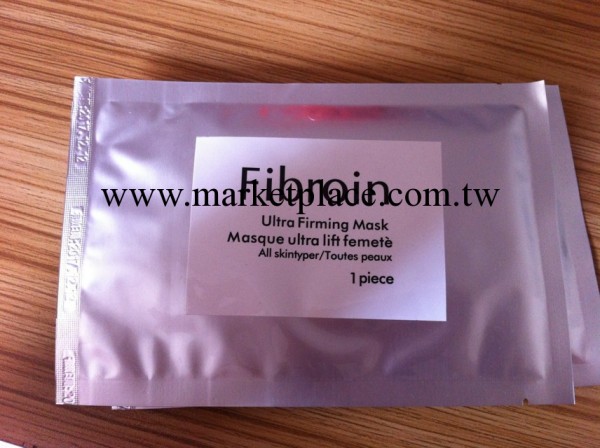 Fibroin
www.marketplace.com.tw
Ultra Firming Mask
Masque ultra lift femetè
All skintyper/Toutes peaux
1 piece